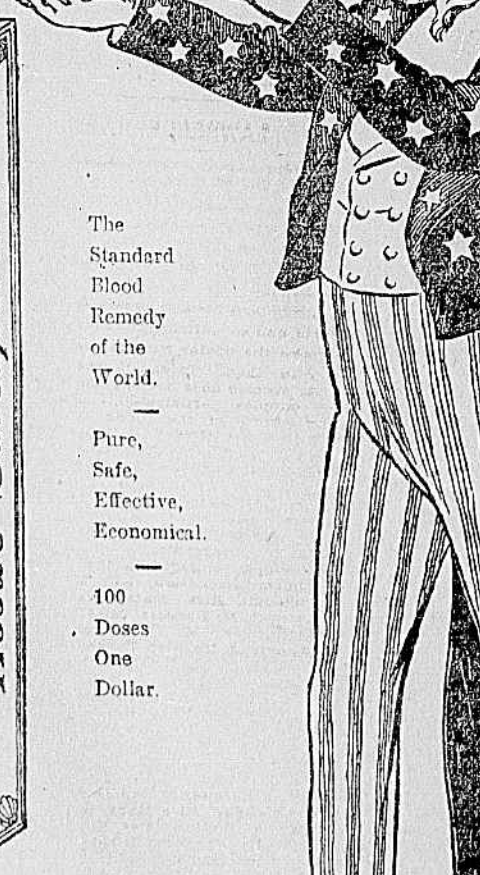 The
Standard
Blood
Remedy
of the
World.
Pure,
Safe,
Effective,
Economical.
100
Doses
One
Dollar.